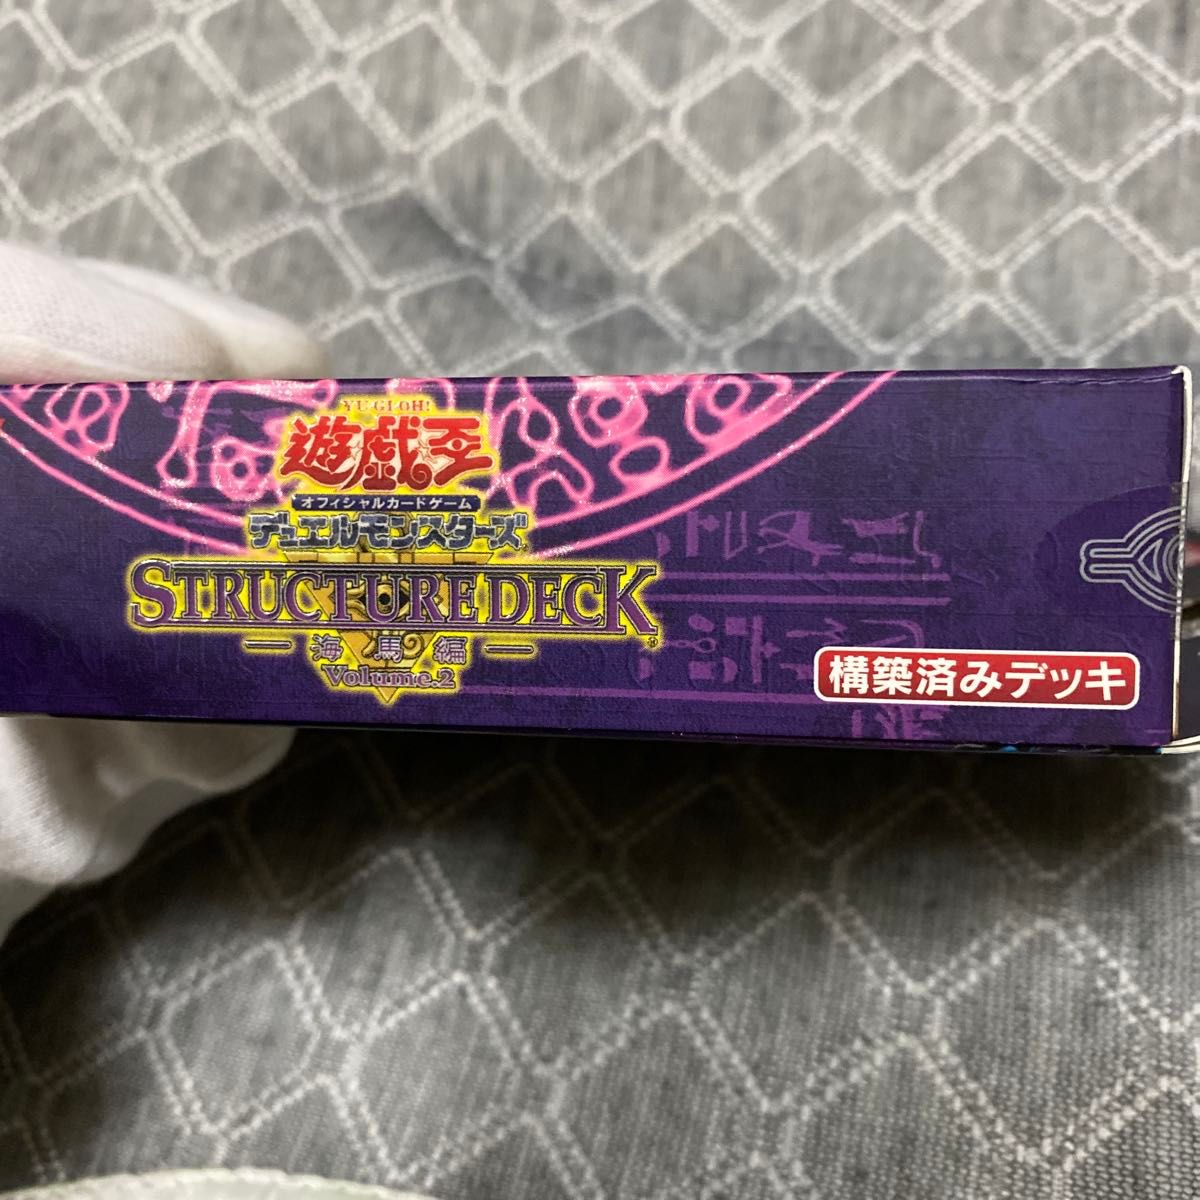 YU-GI-OH!
遊戯王
オフィシャルカードゲーム
デュエルモンスターズ
STRUCTURE DECK®
海馬編
Volume.2
構築済みデッキ